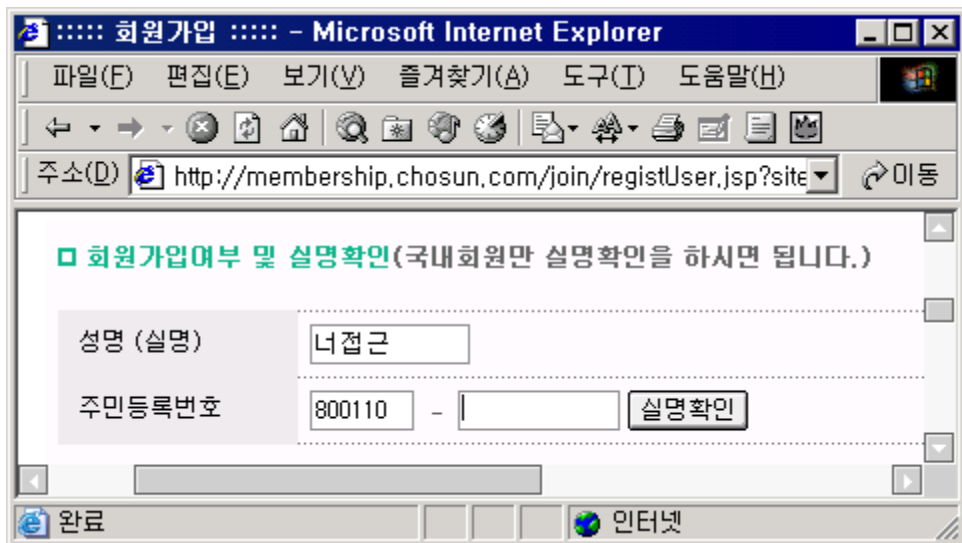 ::::: 회원가입 ::::: - Microsoft Internet Explorer
파일(F) 편집(E) 보기(V) 즐겨찾기(A) 도구(T) 도움말(H)
주소(D) http://membership.chosun.com/join/registUser.jsp?site 이동
회원가입여부 및 실명확인(국내회원만 실명확인을 하시면 됩니다.)
성명 (실명) 너접근
주민등록번호 800110 - 실명확인
완료 인터넷